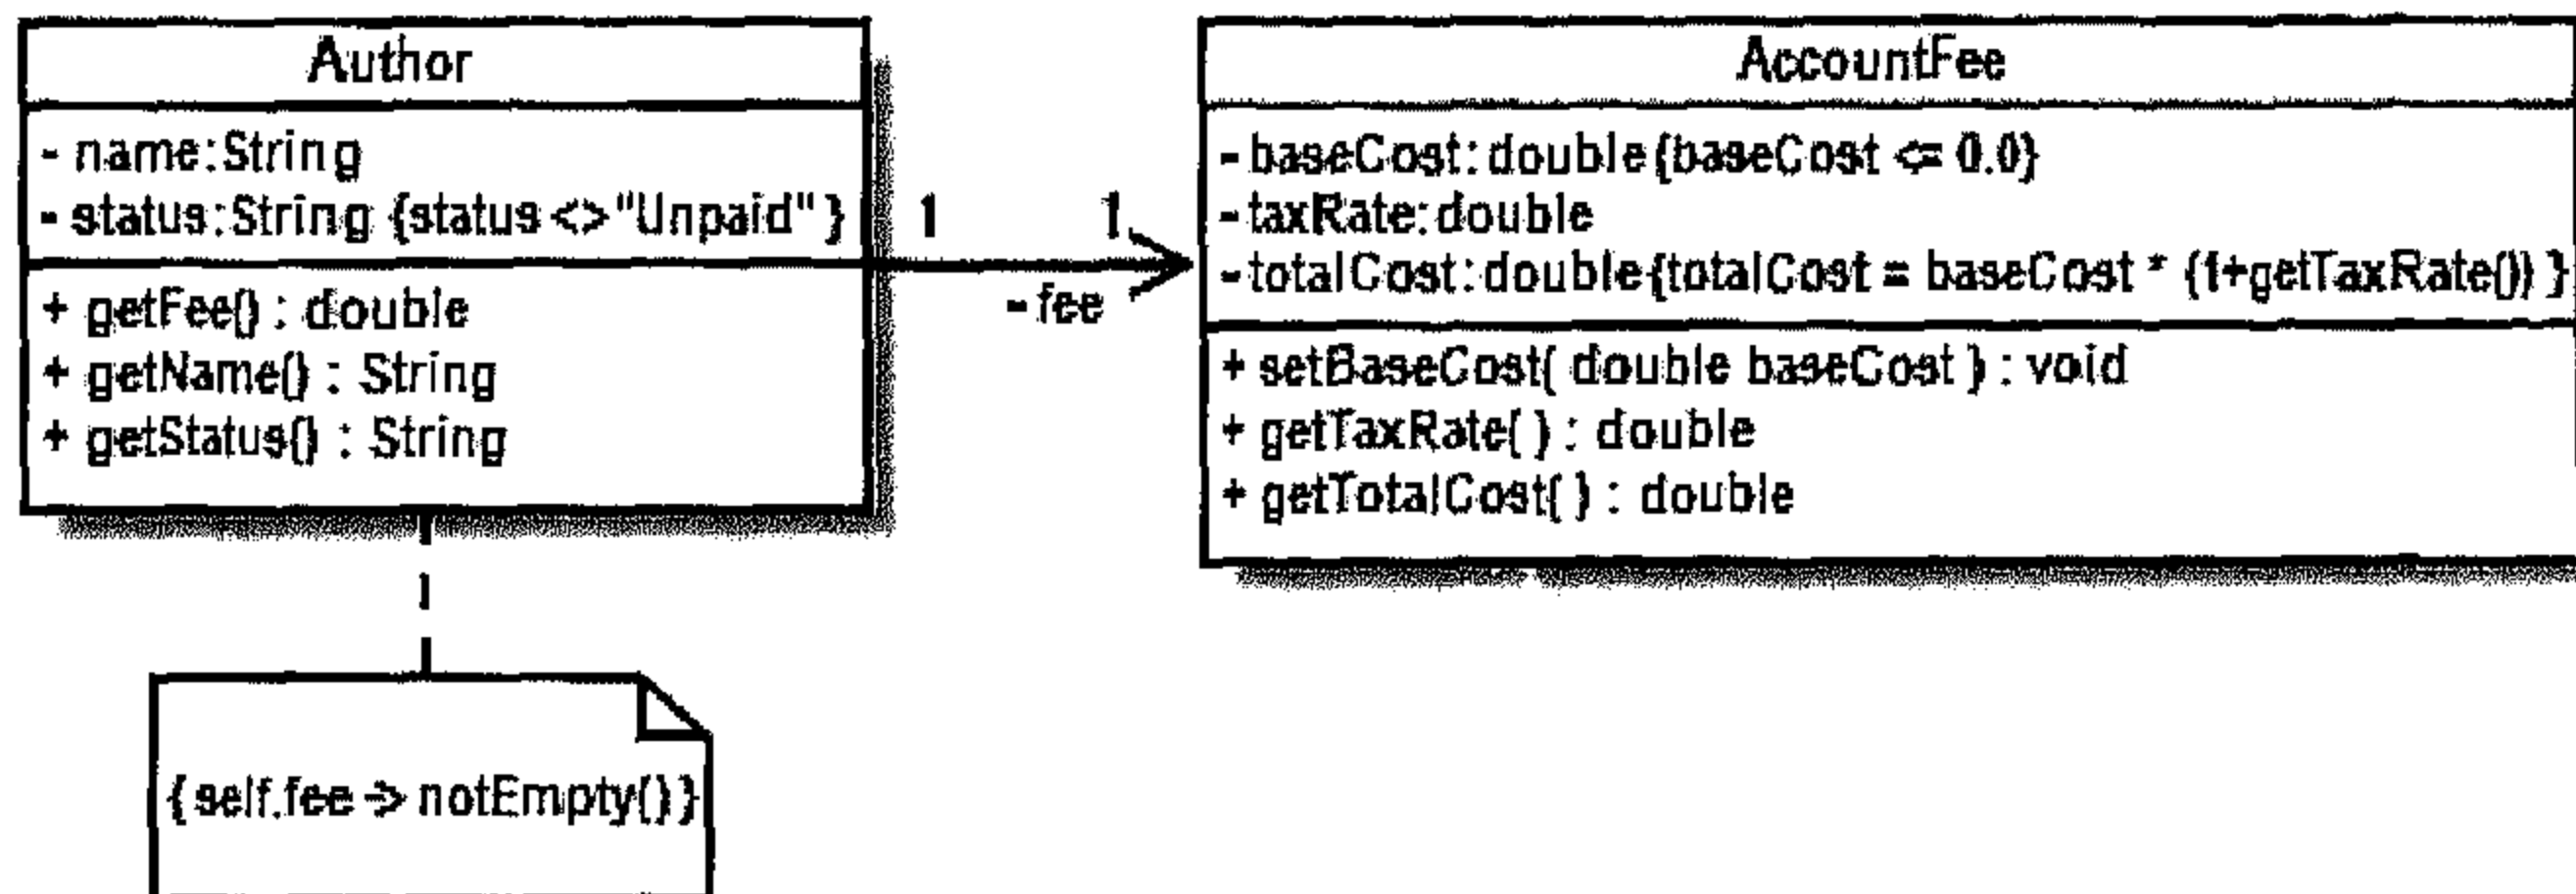 Author
- name:String
- status:String {status <> "Unpaid" }
+ getFee() : double
+ getName() : String
+ getStatus() : String
1
1
- fee
AccountFee
- baseCost:double{baseCost <= 0.0}
- taxRate:double
- totalCost:double{totalCost = baseCost * (1+getTaxRate()) }
+ setBaseCost( double baseCost ) : void
+ getTaxRate( ) : double
+ getTotalCost( ) : double
{ self.fee -> notEmpty() }